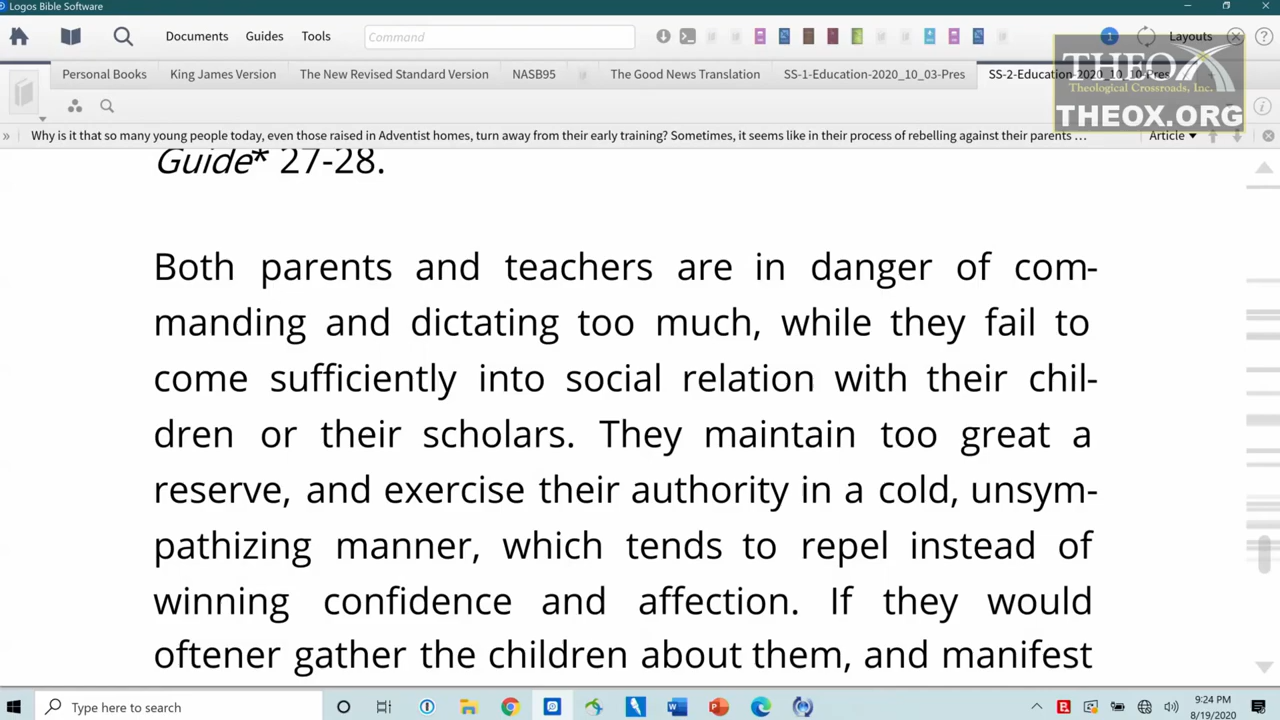 Logos Bible Software
Documents Guides Tools Command 1 Layouts
Personal Books King James Version The New Revised Standard Version NASB95 The Good News Translation SS-1-Education-2020_10_03-Pres SS-2-Education-2020_10_10-Pres
THEOX
Theological Crossroads, Inc.
THEOX.ORG
» Why is it that so many young people today, even those raised in Adventist homes, turn away from their early training? Sometimes, it seems like in their process of rebelling against their parents ... Article
Guide* 27-28.
Both parents and teachers are in danger of com-
manding and dictating too much, while they fail to
come sufficiently into social relation with their chil-
dren or their scholars. They maintain too great a
reserve, and exercise their authority in a cold, unsym-
pathizing manner, which tends to repel instead of
winning confidence and affection. If they would
oftener gather the children about them, and manifest
Type here to search
9:24 PM
8/19/2020